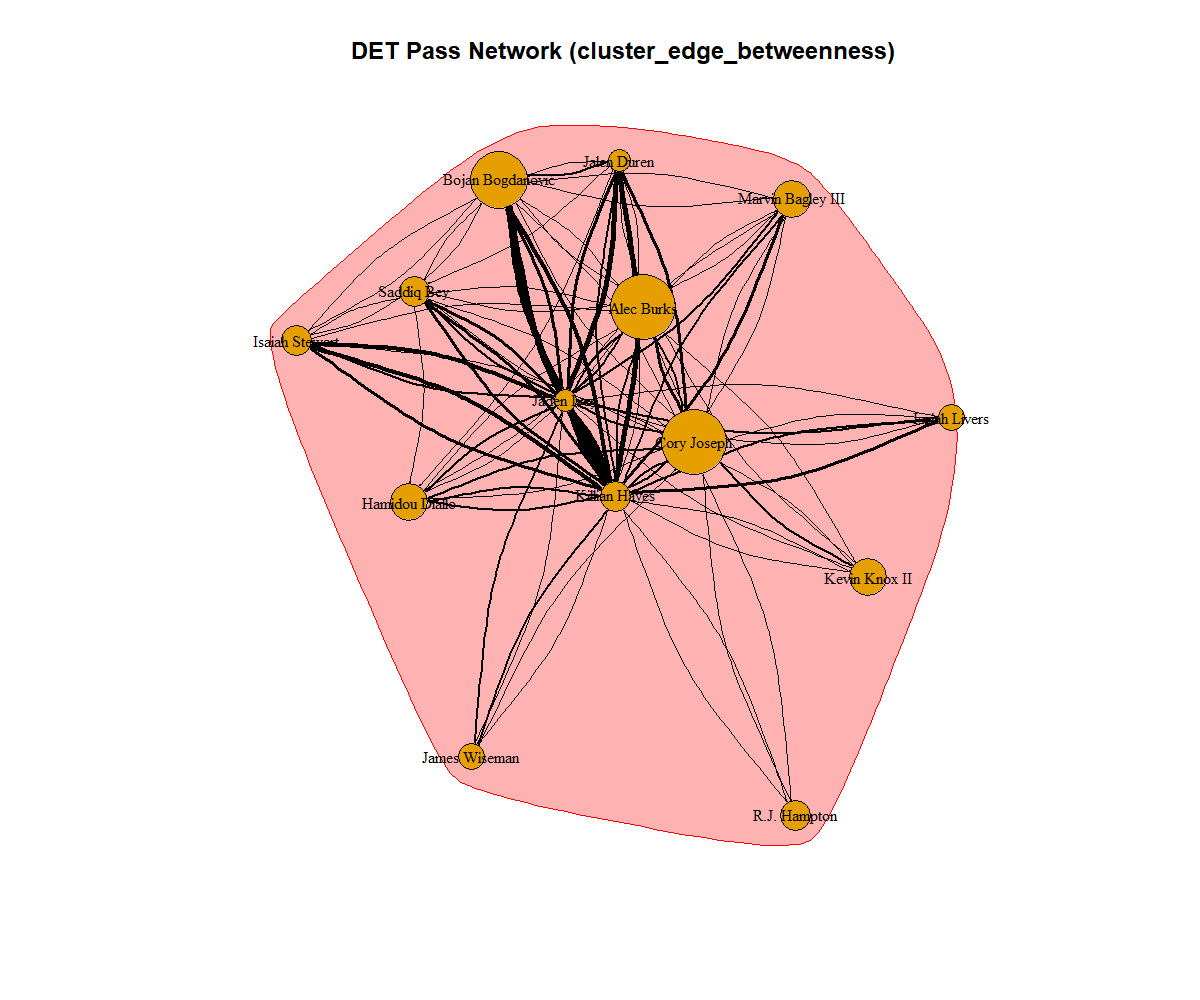 DET Pass Network (cluster_edge_betweenness)
Jalen Duren
Bojan Bogdanovic
Marvin Bagley III
Saddiq Bey
Alec Burks
Isaiah Stewart
Jaden Ivey
Isaiah Livers
Cory Joseph
Killian Hayes
Hamidou Diallo
Kevin Knox II
James Wiseman
R.J. Hampton